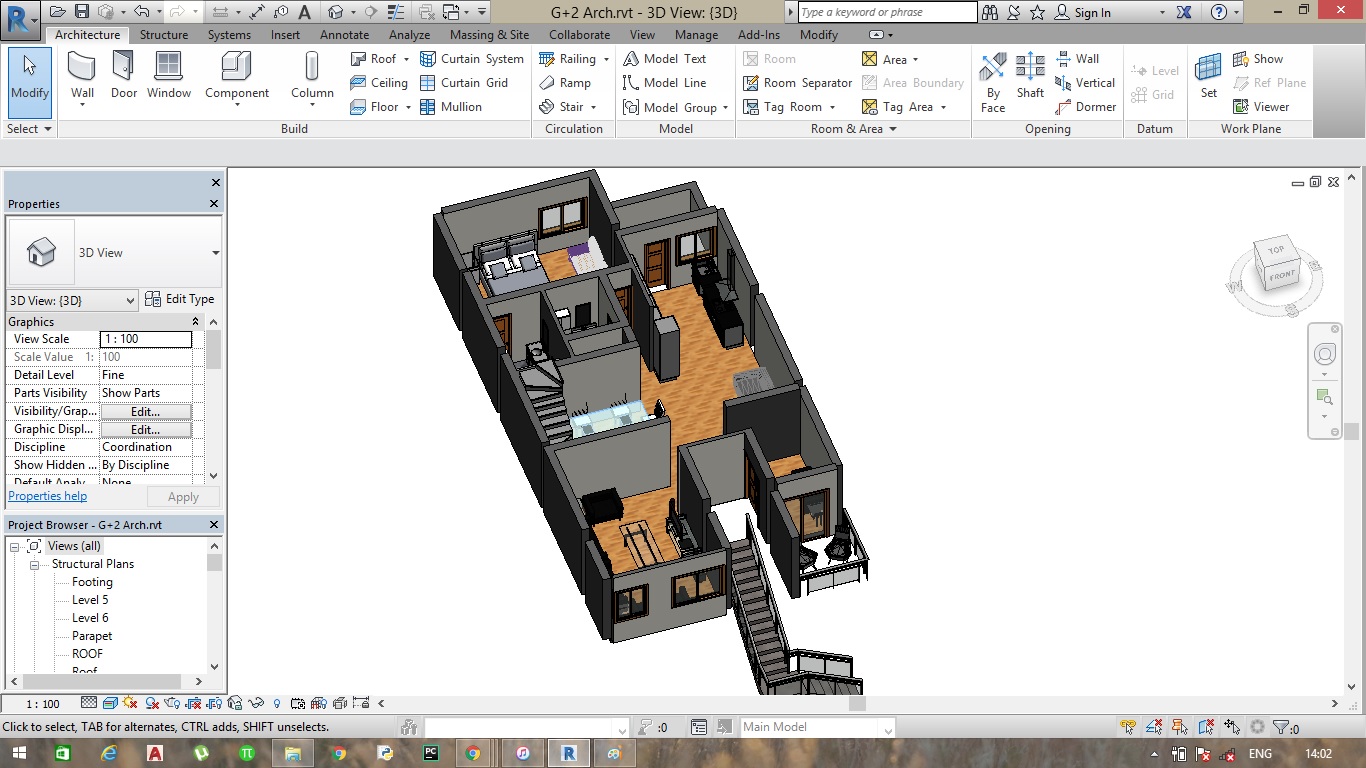 G+2 Arch.rvt - 3D View: {3D}
Type a keyword or phrase
Sign In
Architecture Structure Systems Insert Annotate Analyze Massing & Site Collaborate View Manage Add-Ins Modify
Modify Wall Door Window Component Column
Roof Curtain System
Ceiling Curtain Grid
Floor Mullion
Railing
Ramp
Stair
Model Text
Model Line
Model Group
Room
Room Separator
Tag Room
Area
Area Boundary
Tag Area
By
Face
Shaft
Wall
Vertical
Dormer
Level
Grid
Set
Show
Ref Plane
Viewer
Select Build Circulation Model Room & Area Opening Datum Work Plane
Properties
3D View
3D View: {3D} Edit Type
Graphics
View Scale 1 : 100
Scale Value 1: 100
Detail Level Fine
Parts Visibility Show Parts
Visibility/Grap... Edit...
Graphic Displ... Edit...
Discipline Coordination
Show Hidden ... By Discipline
Default Analy... None
Properties help Apply
Project Browser - G+2 Arch.rvt
Views (all)
Structural Plans
Footing
Level 5
Level 6
Parapet
ROOF
Roof
TOP
FRONT
W
S
1 : 100
Click to select, TAB for alternates, CTRL adds, SHIFT unselects.
:0
Main Model
:0
ENG 14:02